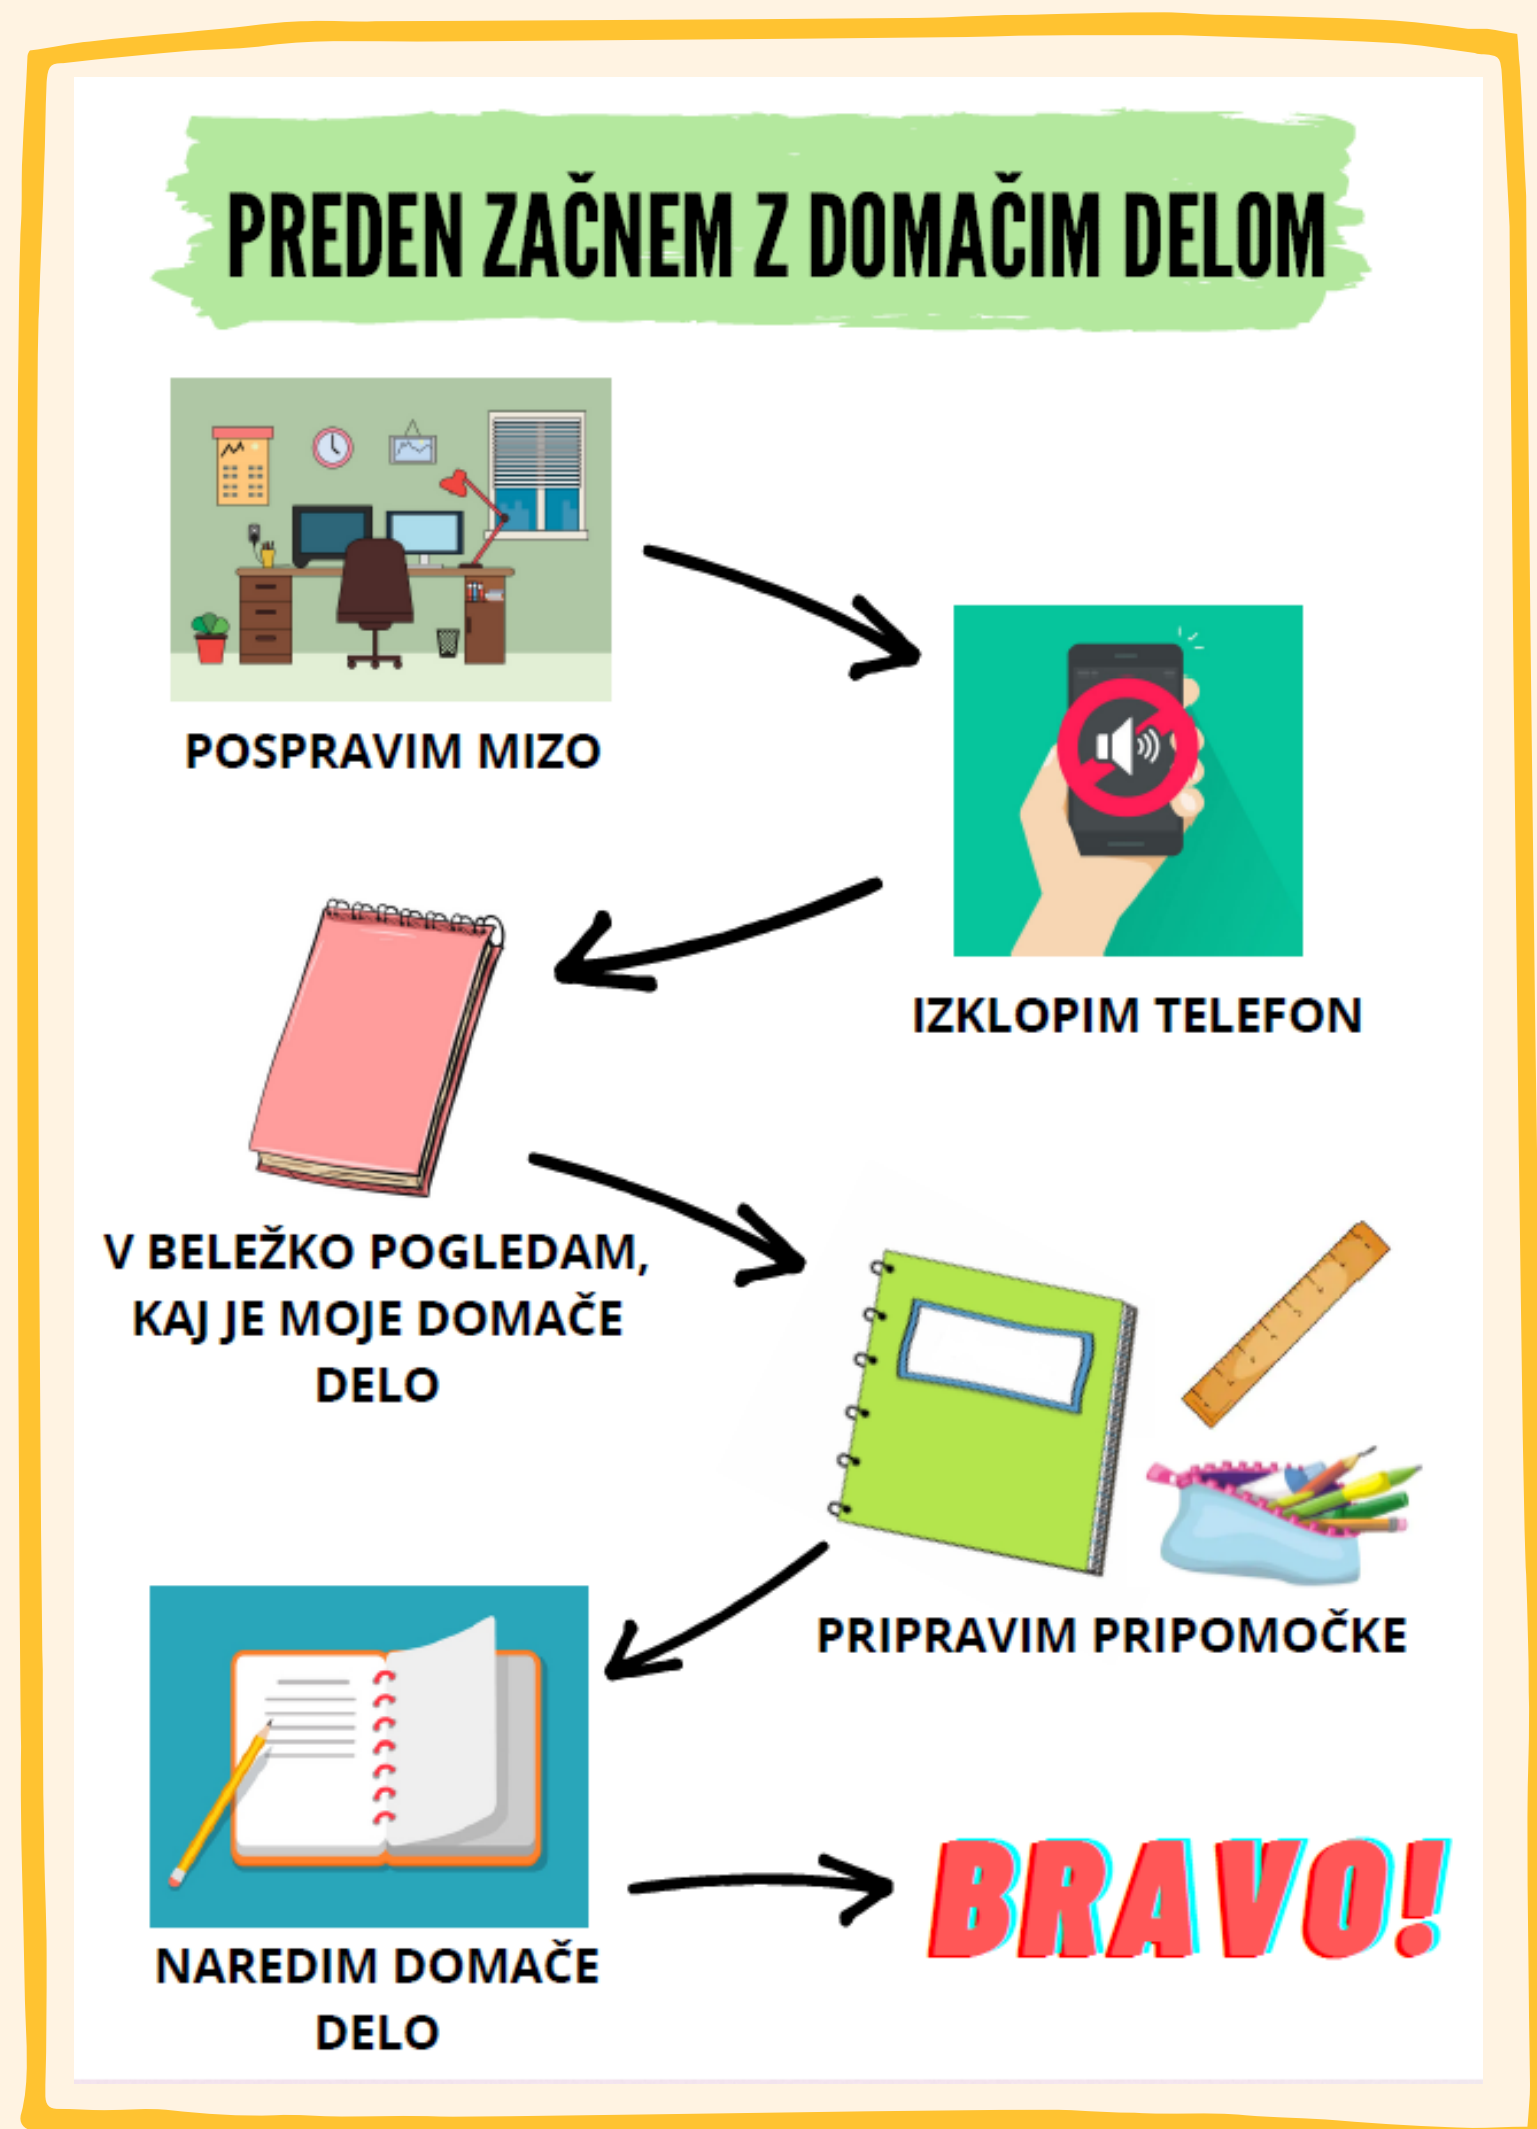 PREDEN ZAČNEM Z DOMAČIM DELOM
POSPRAVIM MIZO
IZKLOPIM TELEFON
V BELEŽKO POGLEDAM,
KAJ JE MOJE DOMAČE
DELO
PRIPRAVIM PRIPOMOČKE
NAREDIM DOMAČE
DELO
BRAVO!